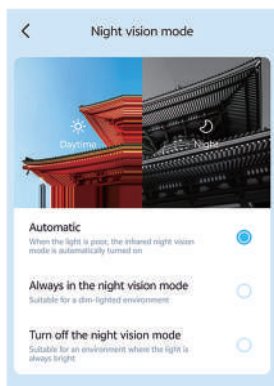 Night vision mode
Daytime
Night
Automatic
When the light is poor, the infrared night vision
mode is automatically turned on
Always in the night vision mode
Suitable for a dim-lighted environment
Turn off the night vision mode
Suitable for an environment where the light is
always bright